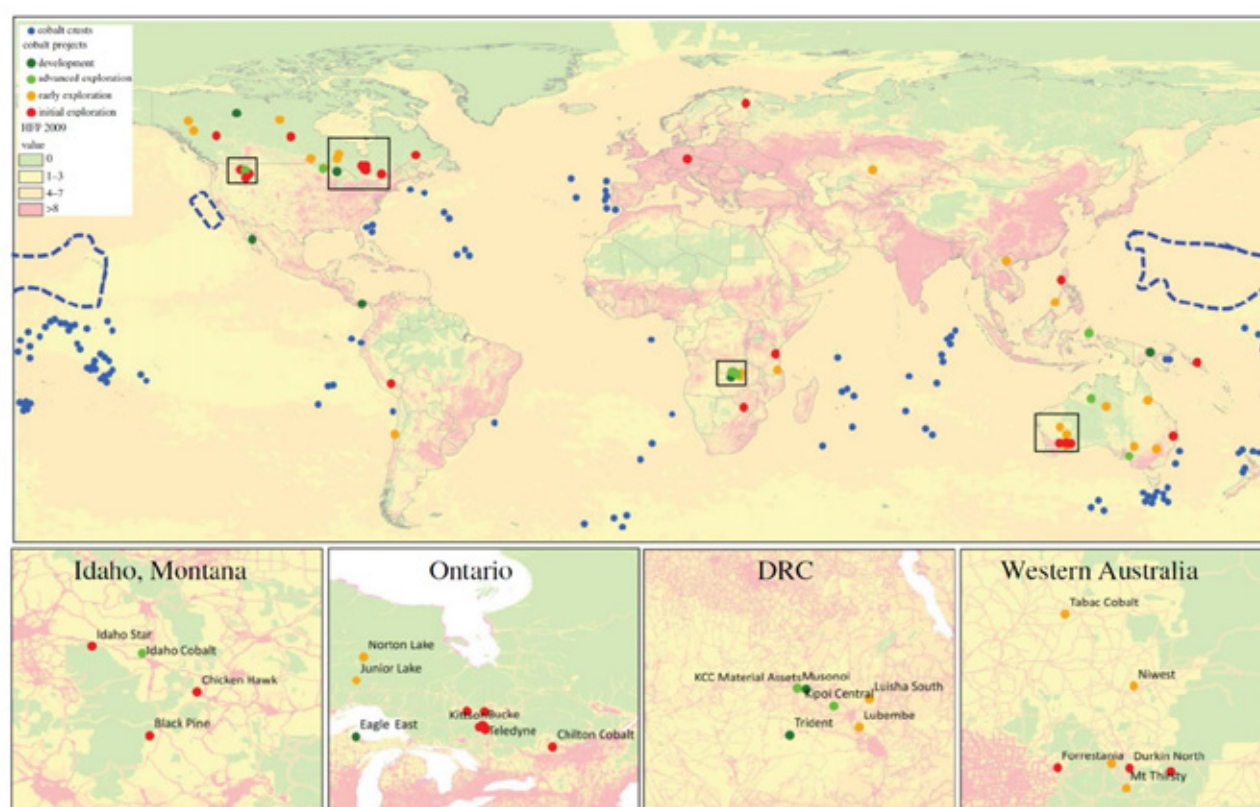 cobalt crusts
cobalt projects
development
advanced exploration
early exploration
initial exploration
HFP 2009
value
0
1–3
4–7
>8
Idaho, Montana
Idaho Star
Idaho Cobalt
Chicken Hawk
Black Pine
Ontario
Norton Lake
Junior Lake
Eagle East
Kittson Bucke
Teledyne
Chilton Cobalt
DRC
KCC Material Assets Musonoi
Kipoi Central Luisha South
Trident Lubembe
Western Australia
Tabac Cobalt
Niwest
Forrestania Durkin North
Mt Thirsty